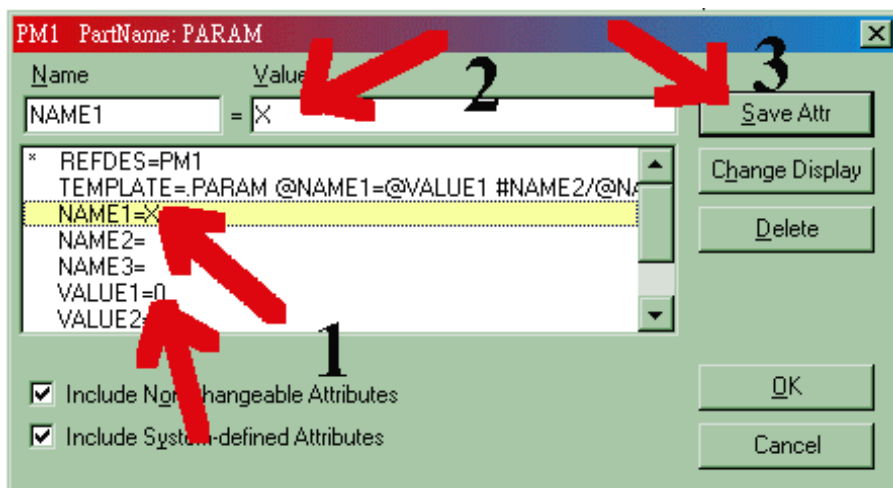 PM1 PartName: PARAM
3
Name Value
2
NAME1 = X
Save Attr
* REFDES=PM1
TEMPLATE=.PARAM @NAME1=@VALUE1 #NAME2/@NA
Change Display
NAME1=X
NAME2=
Delete
NAME3=
VALUE1=0
VALUE2
1
Include Changeable Attributes
OK
Include System-defined Attributes
Cancel